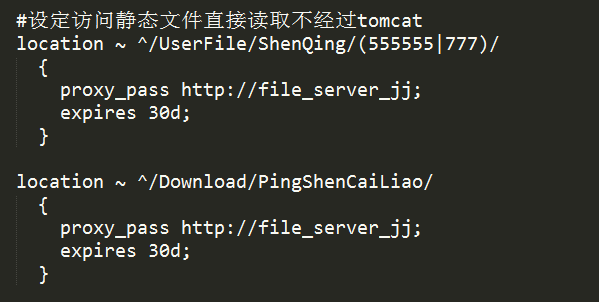 #设定访问静态文件直接读取不经过tomcat
location ~ ^/UserFile/ShenQing/(555555|777)/
{
proxy_pass http://file_server_jj;
expires 30d;
}
location ~ ^/Download/PingShenCaiLiao/
{
proxy_pass http://file_server_jj;
expires 30d;
}